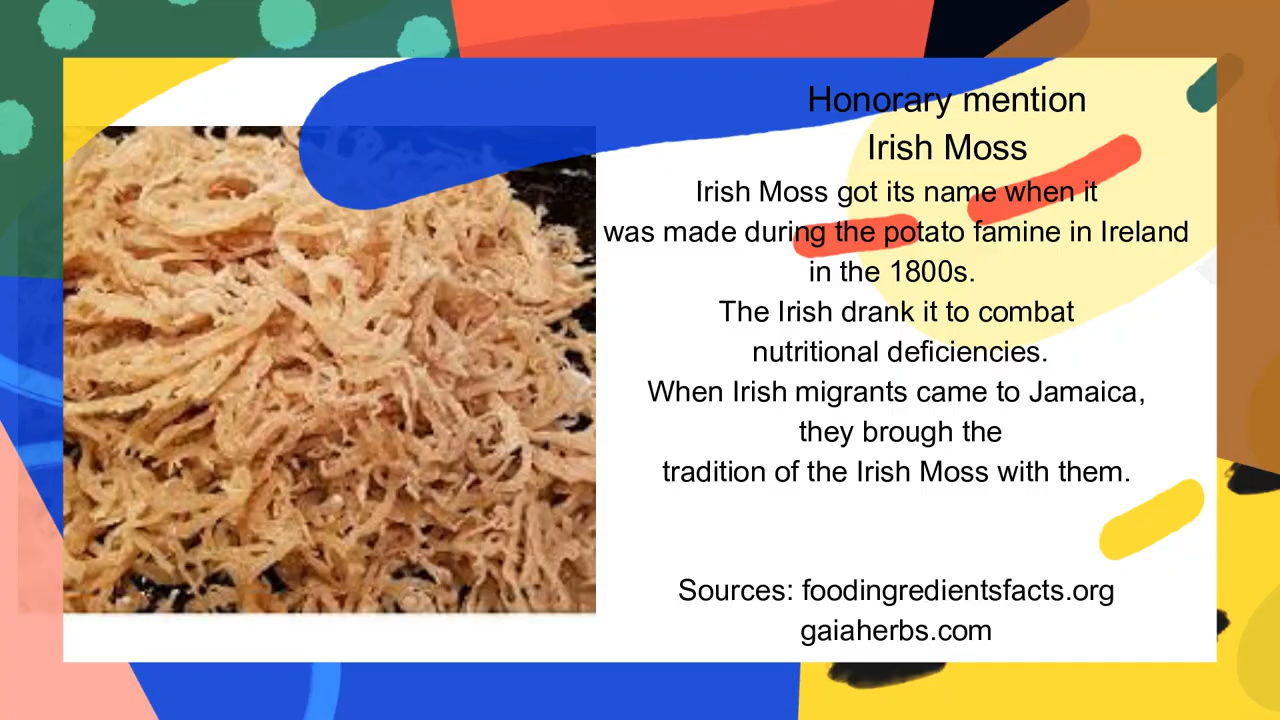 Honorary mention
Irish Moss
Irish Moss got its name when it
was made during the potato famine in Ireland
in the 1800s.
The Irish drank it to combat
nutritional deficiencies.
When Irish migrants came to Jamaica,
they brough the
tradition of the Irish Moss with them.
Sources: foodingredientsfacts.org
gaiaherbs.com